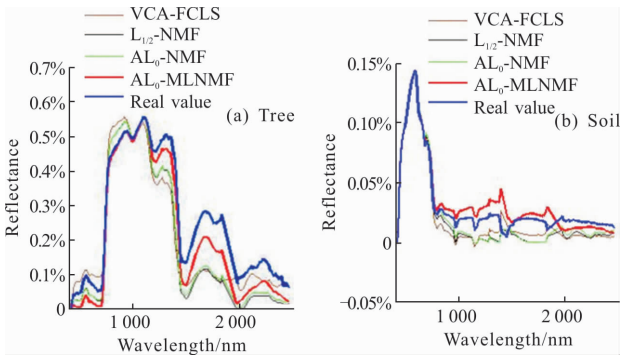 VCA-FCLS
L1/2-NMF
AL0-NMF
AL0-MLNMF
Real value
(a) Tree
0.7%
0.6%
0.5%
0.4%
0.3%
0.2%
0.1%
0
Reflectance
1 000
2 000
Wavelength/nm
VCA-FCLS
L1/2-NMF
AL0-NMF
AL0-MLNMF
Real value
(b) Soil
0.15%
0.10%
0.05%
0
−0.05%
Reflectance
1 000
2 000
Wavelength/nm